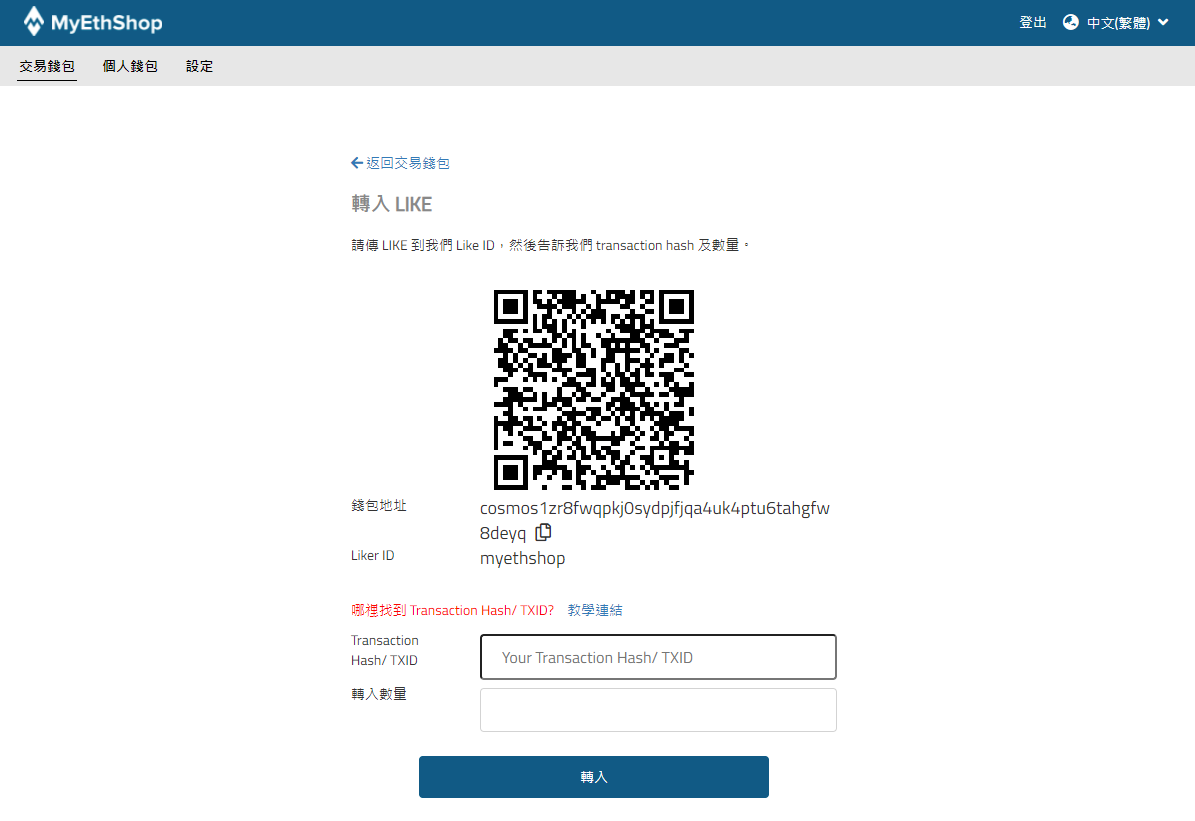 MyEthShop
登出 中文(繁體)
交易錢包 個人錢包 設定
返回交易錢包
轉入 LIKE
請傳 LIKE 到我們 Like ID，然後告訴我們 transaction hash 及數量。
錢包地址 cosmos1zr8fwqpkj0sydpjfjqa4uk4ptu6tahgfw
8deyq
Liker ID myethshop
哪裡找到 Transaction Hash/ TXID? 教學連結
Transaction
Hash/ TXID
Your Transaction Hash/ TXID
轉入數量
轉入